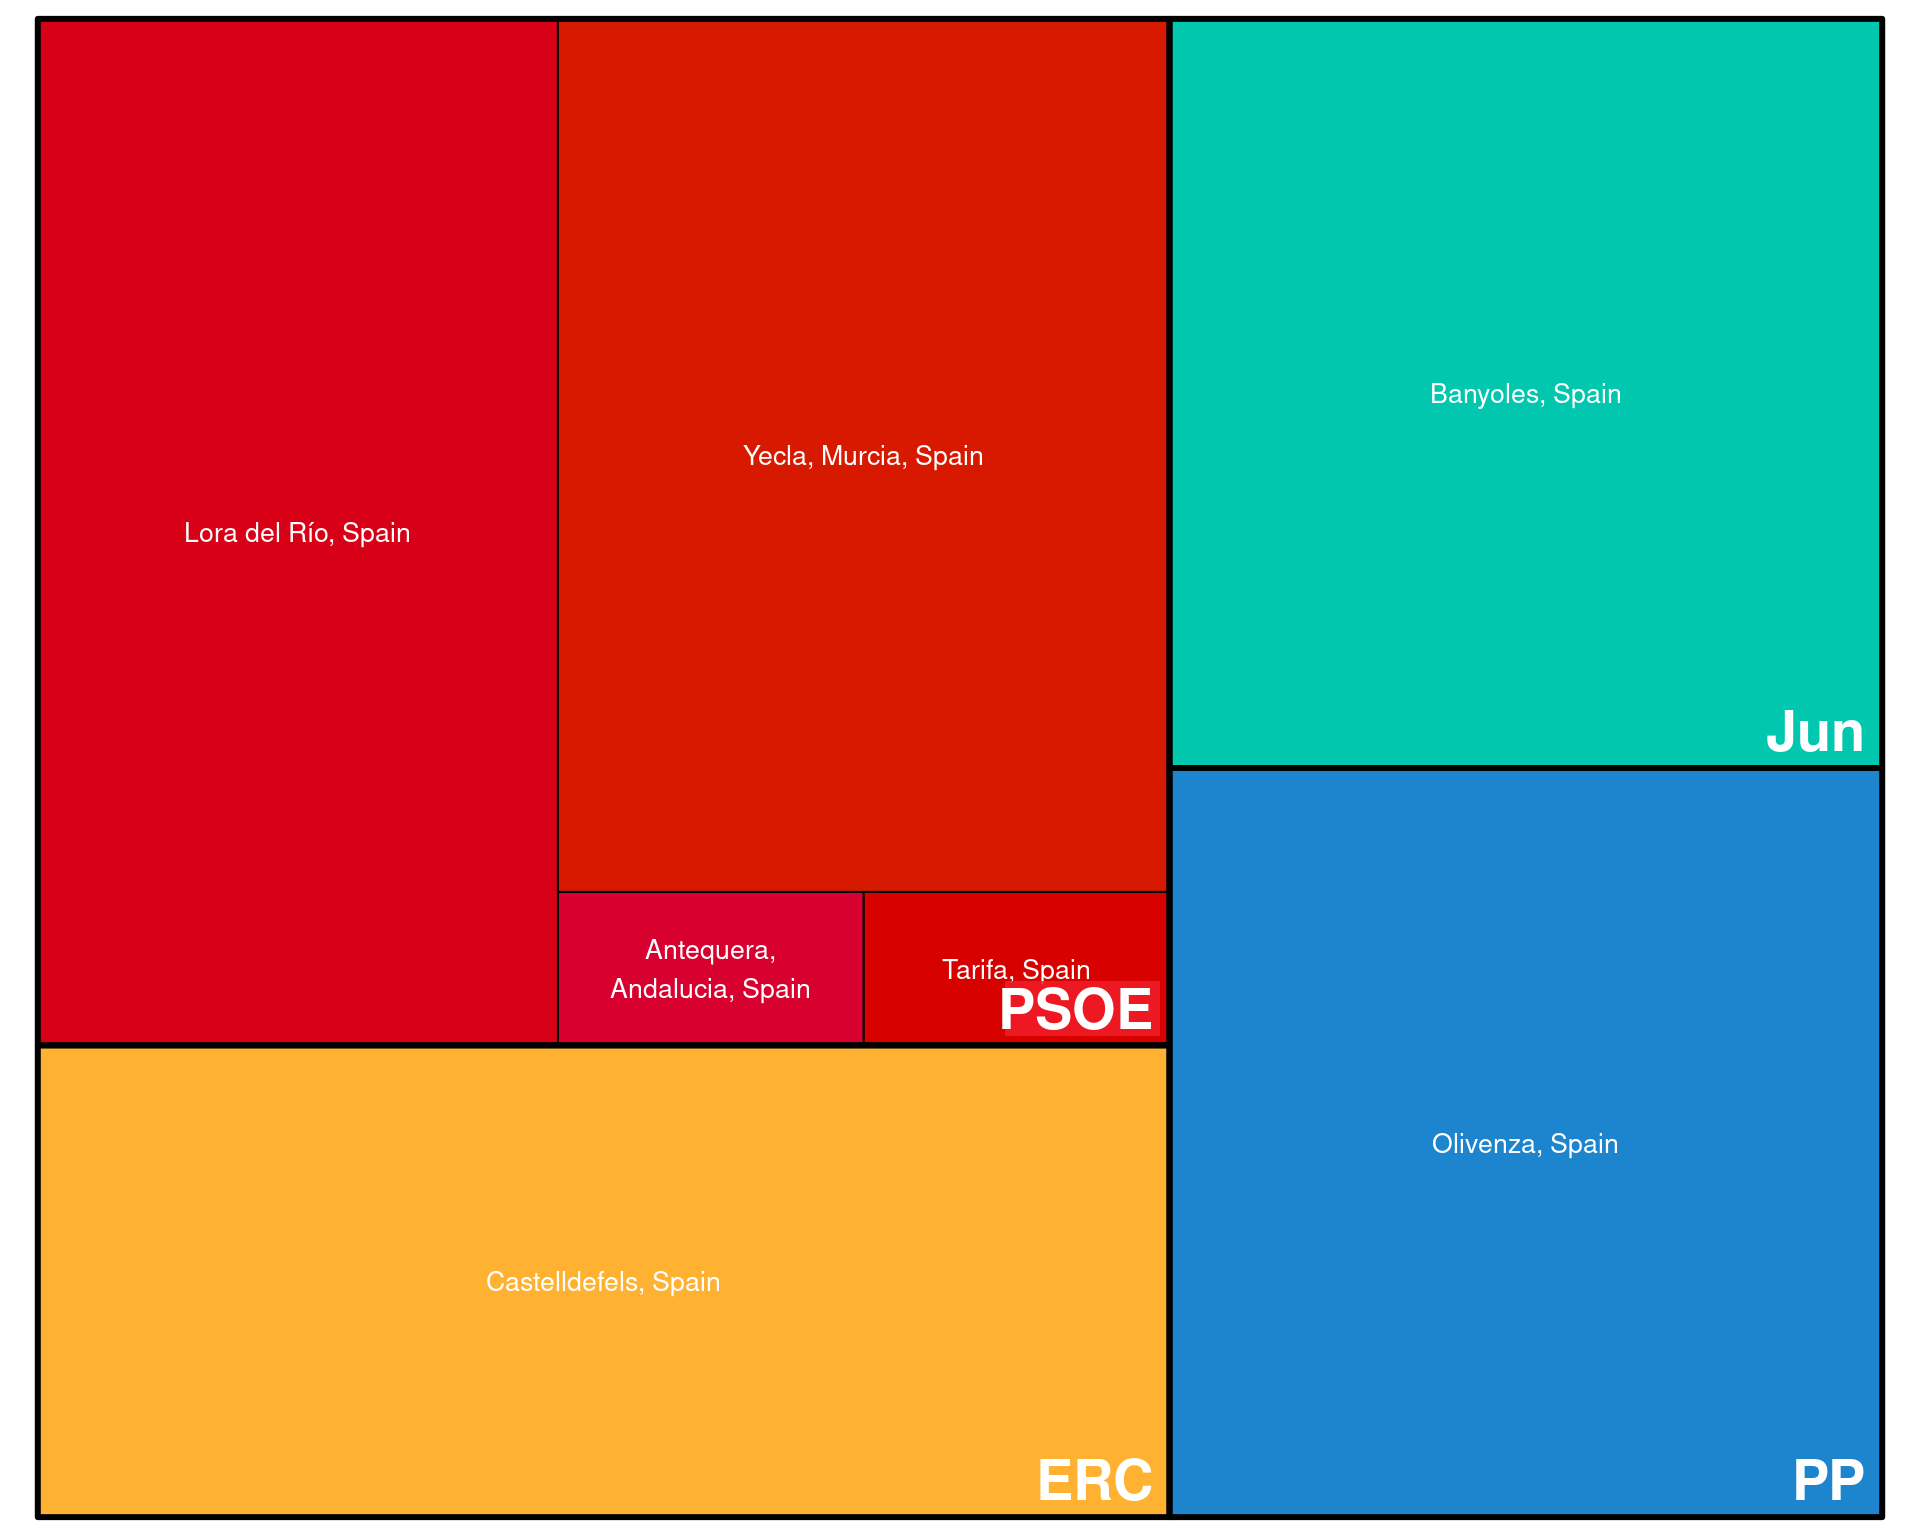 Lora del Río, Spain
Yecla, Murcia, Spain
Antequera,
Andalucia, Spain
Tarifa, Spain
PSOE
Banyoles, Spain
Jun
Castelldefels, Spain
ERC
Olivenza, Spain
PP